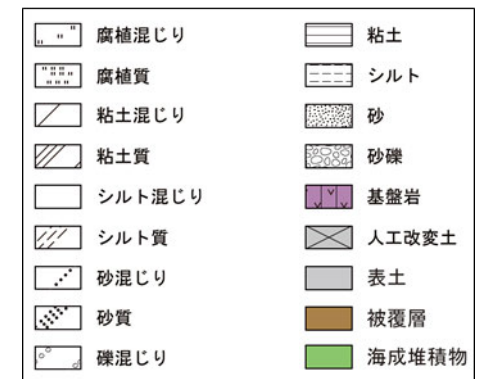 腐植混じり
腐植質
粘土混じり
粘土質
シルト混じり
シルト質
砂混じり
砂質
礫混じり
粘土
シルト
砂
砂礫
基盤岩
人工改変土
表土
被覆層
海成堆積物